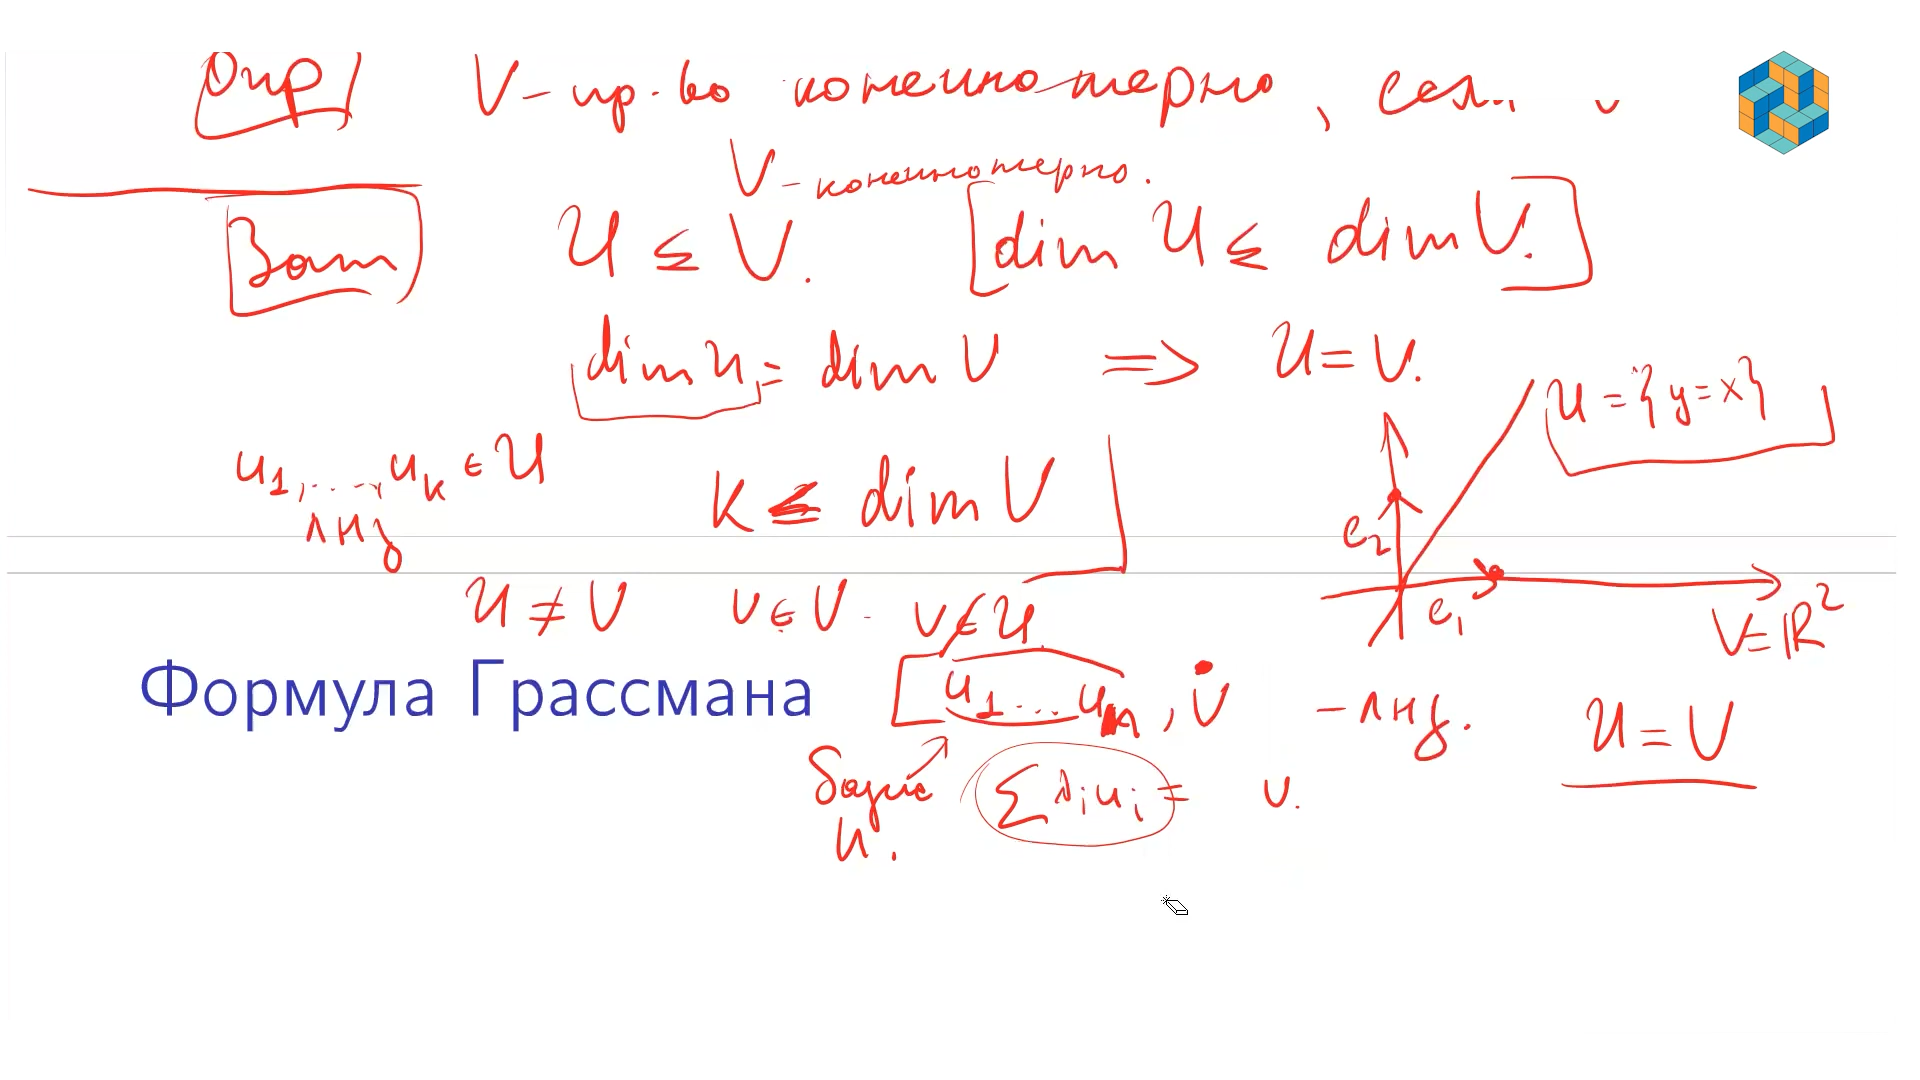 Опр V - пр-во конечномерно, если
V - конечномерно.
Зам U ≤ V. [dim U ≤ dim V.]
dim U = dim V ⇒ U = V.
U = {y = x}
u₁, ..., uₖ ∈ U
лнз
k ≤ dim V
e₂
e₁
V = ℝ²
U ≠ V v ∈ V. v ∉ U.
Формула Грассмана
u₁ ... uₙ, v - лнз. U = V
базис U.
∑ λᵢuᵢ = v.